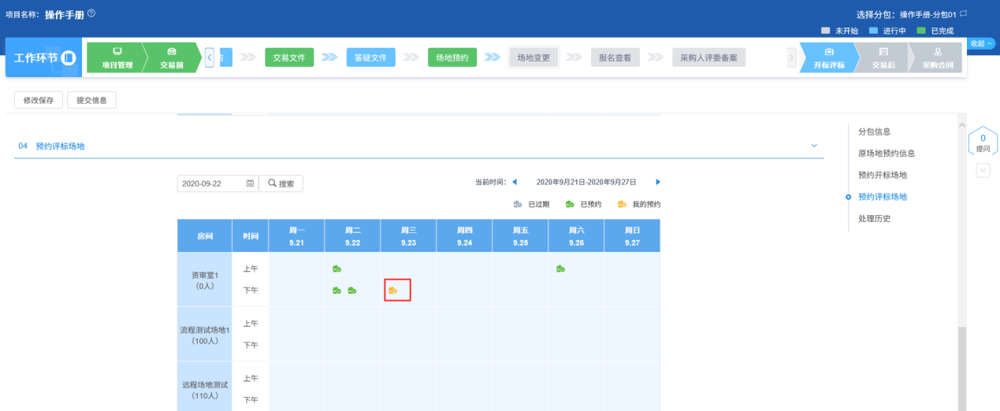 项目名称: 操作手册
选择分包: 操作手册-分包01
未开始 进行中 已完成
工作环节
项目管理
交易前
交易文件
答疑文件
场地预约
场地变更
报名查看
采购人评委备案
开标评标
交易后
采购合同
收起
修改保存
提交信息
04 预约评标场地
分包信息
原场地预约信息
预约开标场地
预约评标场地
处理历史
0
提问
2020-09-22
搜索
当前时间: 2020年9月21日-2020年9月27日
已过期 已预约 我的预约
房间 时间 周一 周二 周三 周四 周五 周六 周日
9.21 9.22 9.23 9.24 9.25 9.26 9.27
资审室1
(0人)
上午
下午
流程测试场地1
(100人)
上午
下午
远程场地测试
(110人)
上午
下午